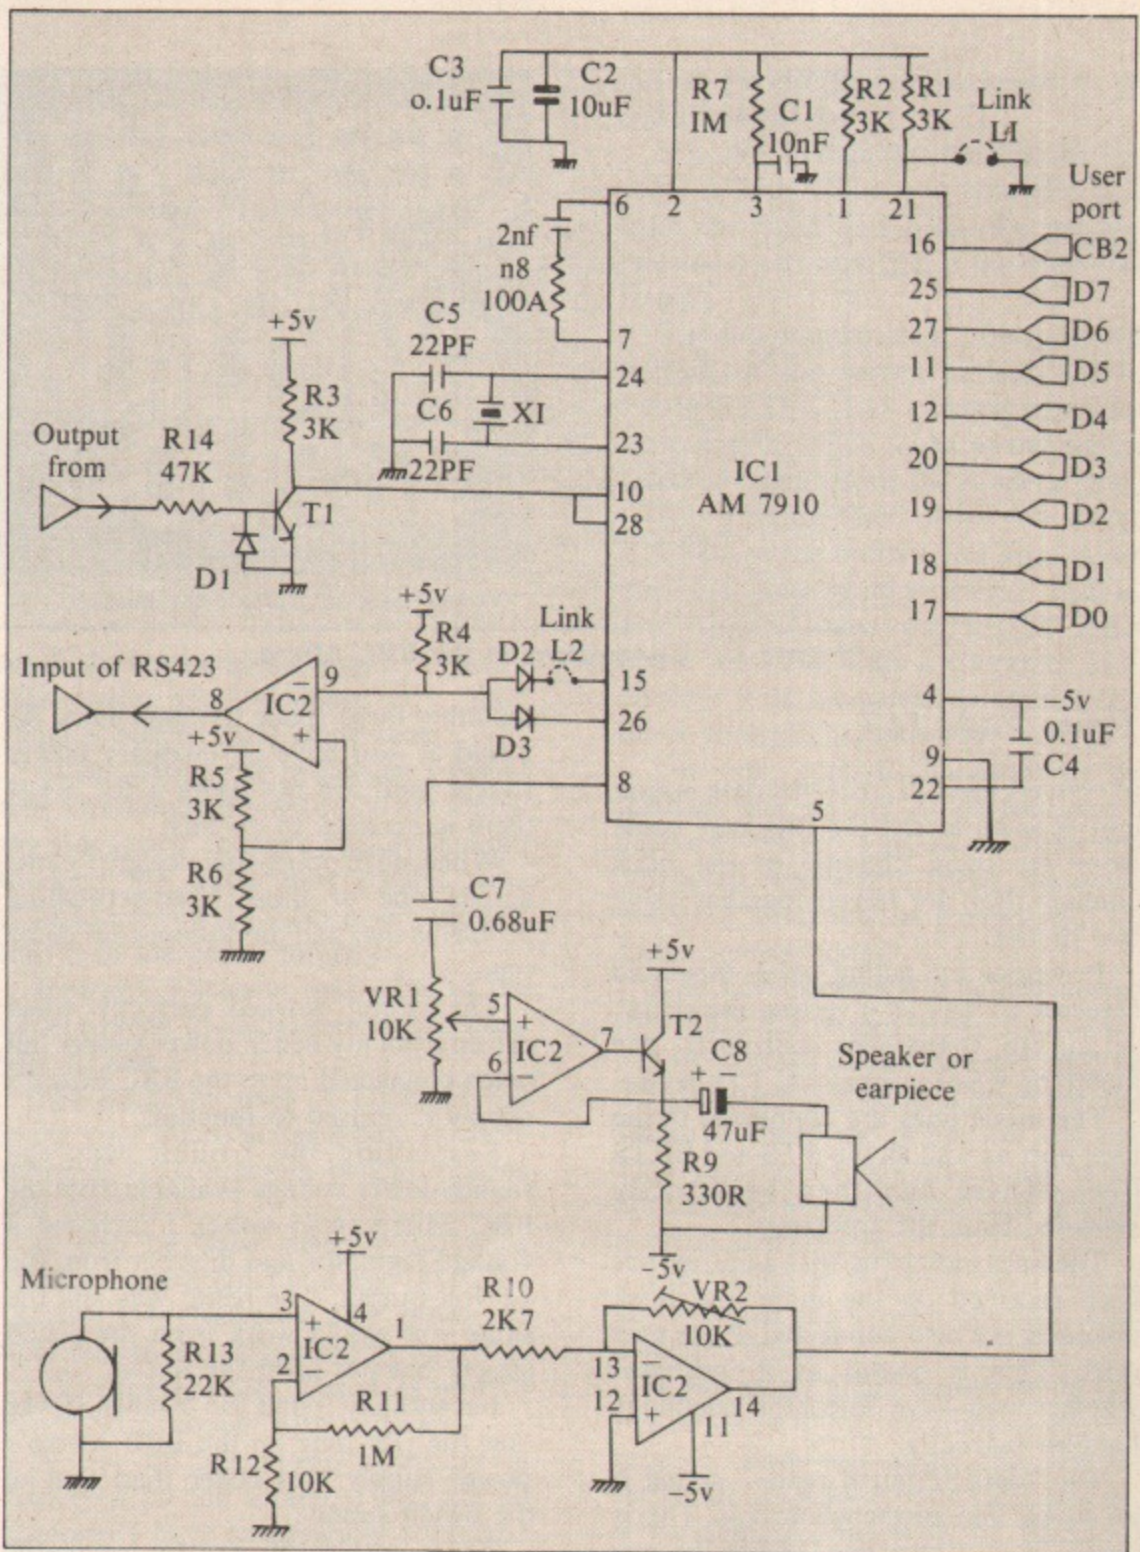 C3
o.1uF
C2
10uF
R7
IM
C1
10nF
R2
3K
R1
3K
Link
LI
User
port
6
2
3
1
21
2nf
n8
100A
7
16
CB2
25
D7
27
D6
11
D5
12
D4
20
D3
19
D2
18
D1
17
D0
C5
22PF
24
C6
XI
22PF
23
IC1
AM 7910
+5v
R3
3K
Output
from
R14
47K
T1
D1
10
28
+5v
R4
3K
Link
L2
D2
D3
15
26
Input of RS423
8
9
−
IC2
+
+5v
R5
3K
R6
3K
8
4
−5v
0.1uF
C4
9
22
5
C7
0.68uF
VR1
10K
5
+
IC2
6
−
7
+5v
T2
C8
+ −
47uF
R9
330R
−5v
Speaker or
earpiece
Microphone
R13
22K
+5v
3
+
4
IC2
2
−
1
R11
1M
R12
10K
R10
2K7
VR2
10K
13
−
IC2
12
+
14
11
−5v